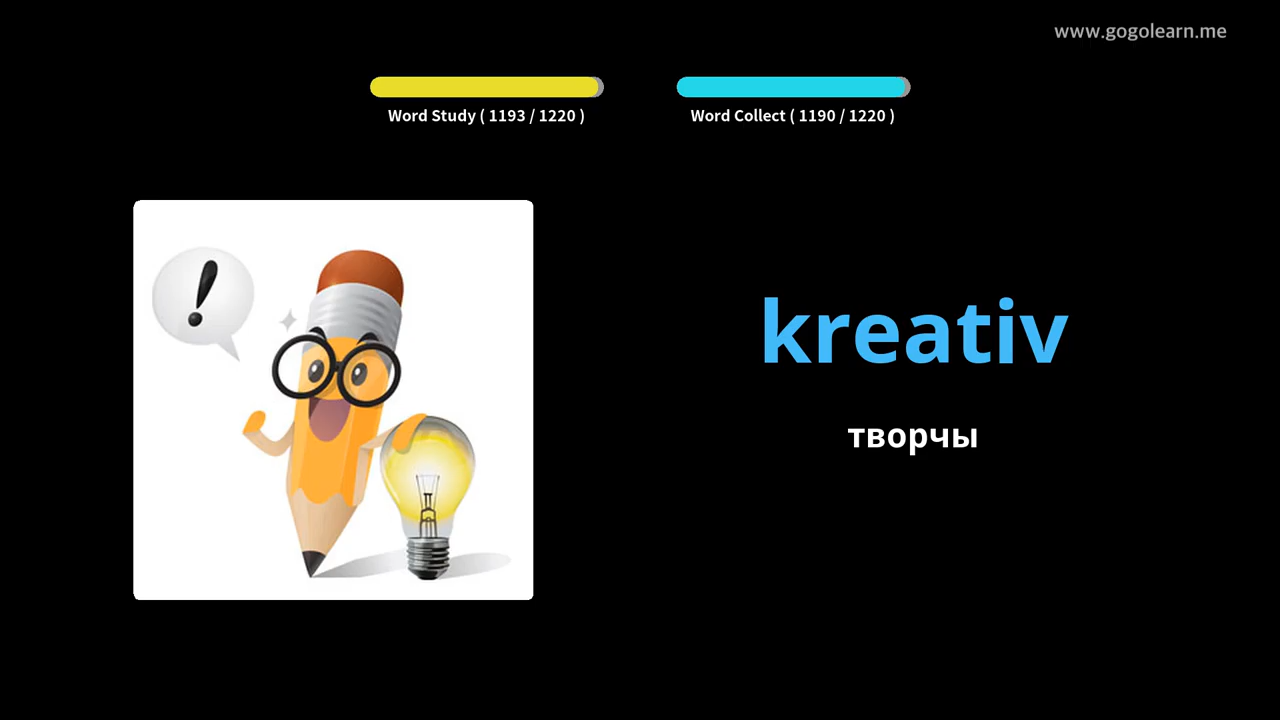 www.gogolearn.me
Word Study ( 1193 / 1220 )
Word Collect ( 1190 / 1220 )
!
kreativ
творчы